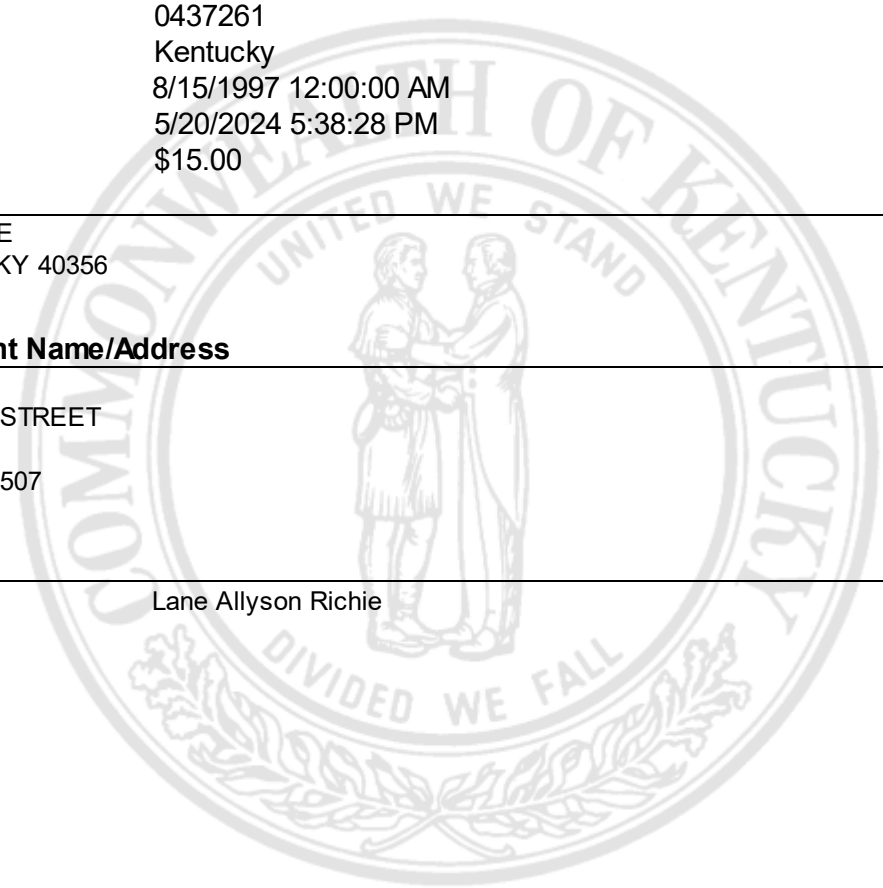 0437261
Kentucky
8/15/1997 12:00:00 AM
5/20/2024 5:38:28 PM
$15.00
E
KY 40356
nt Name/Address
STREET
507
Lane Allyson Richie
COMMONWEALTH OF KENTUCKY
UNITED WE STAND
DIVIDED WE FALL